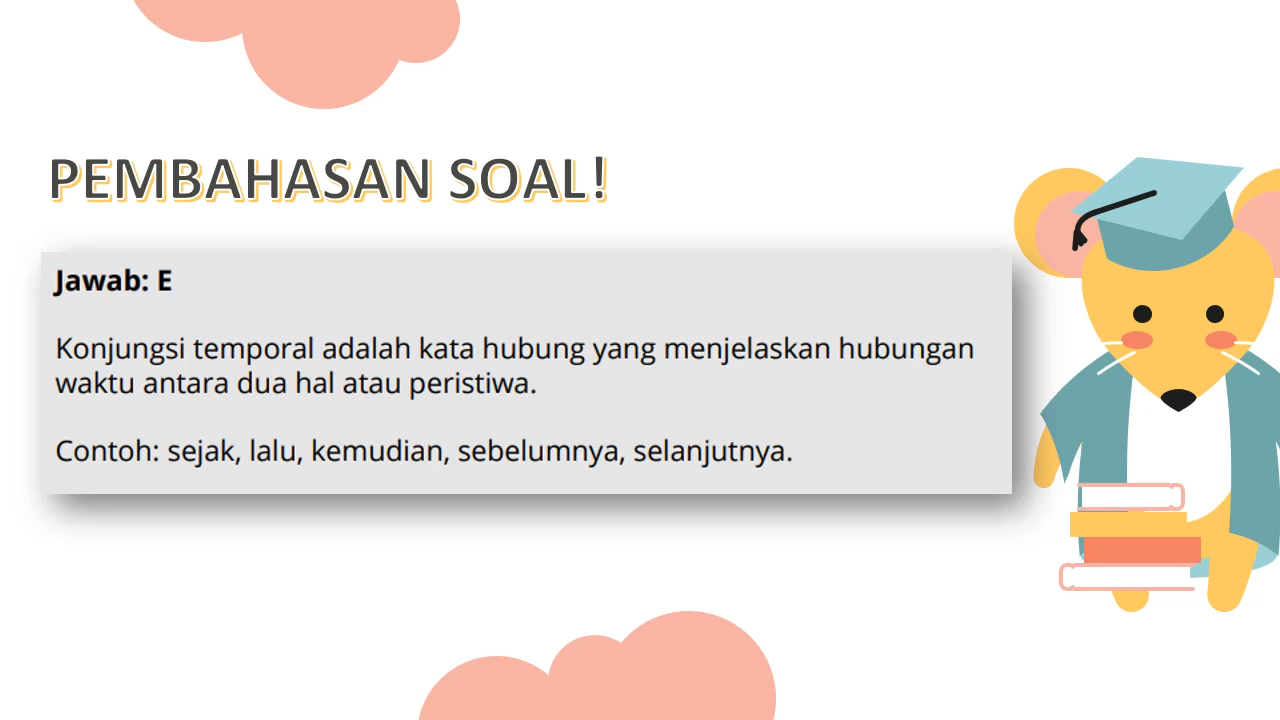 PEMBAHASAN SOAL!
Jawab: E
Konjungsi temporal adalah kata hubung yang menjelaskan hubungan
waktu antara dua hal atau peristiwa.
Contoh: sejak, lalu, kemudian, sebelumnya, selanjutnya.